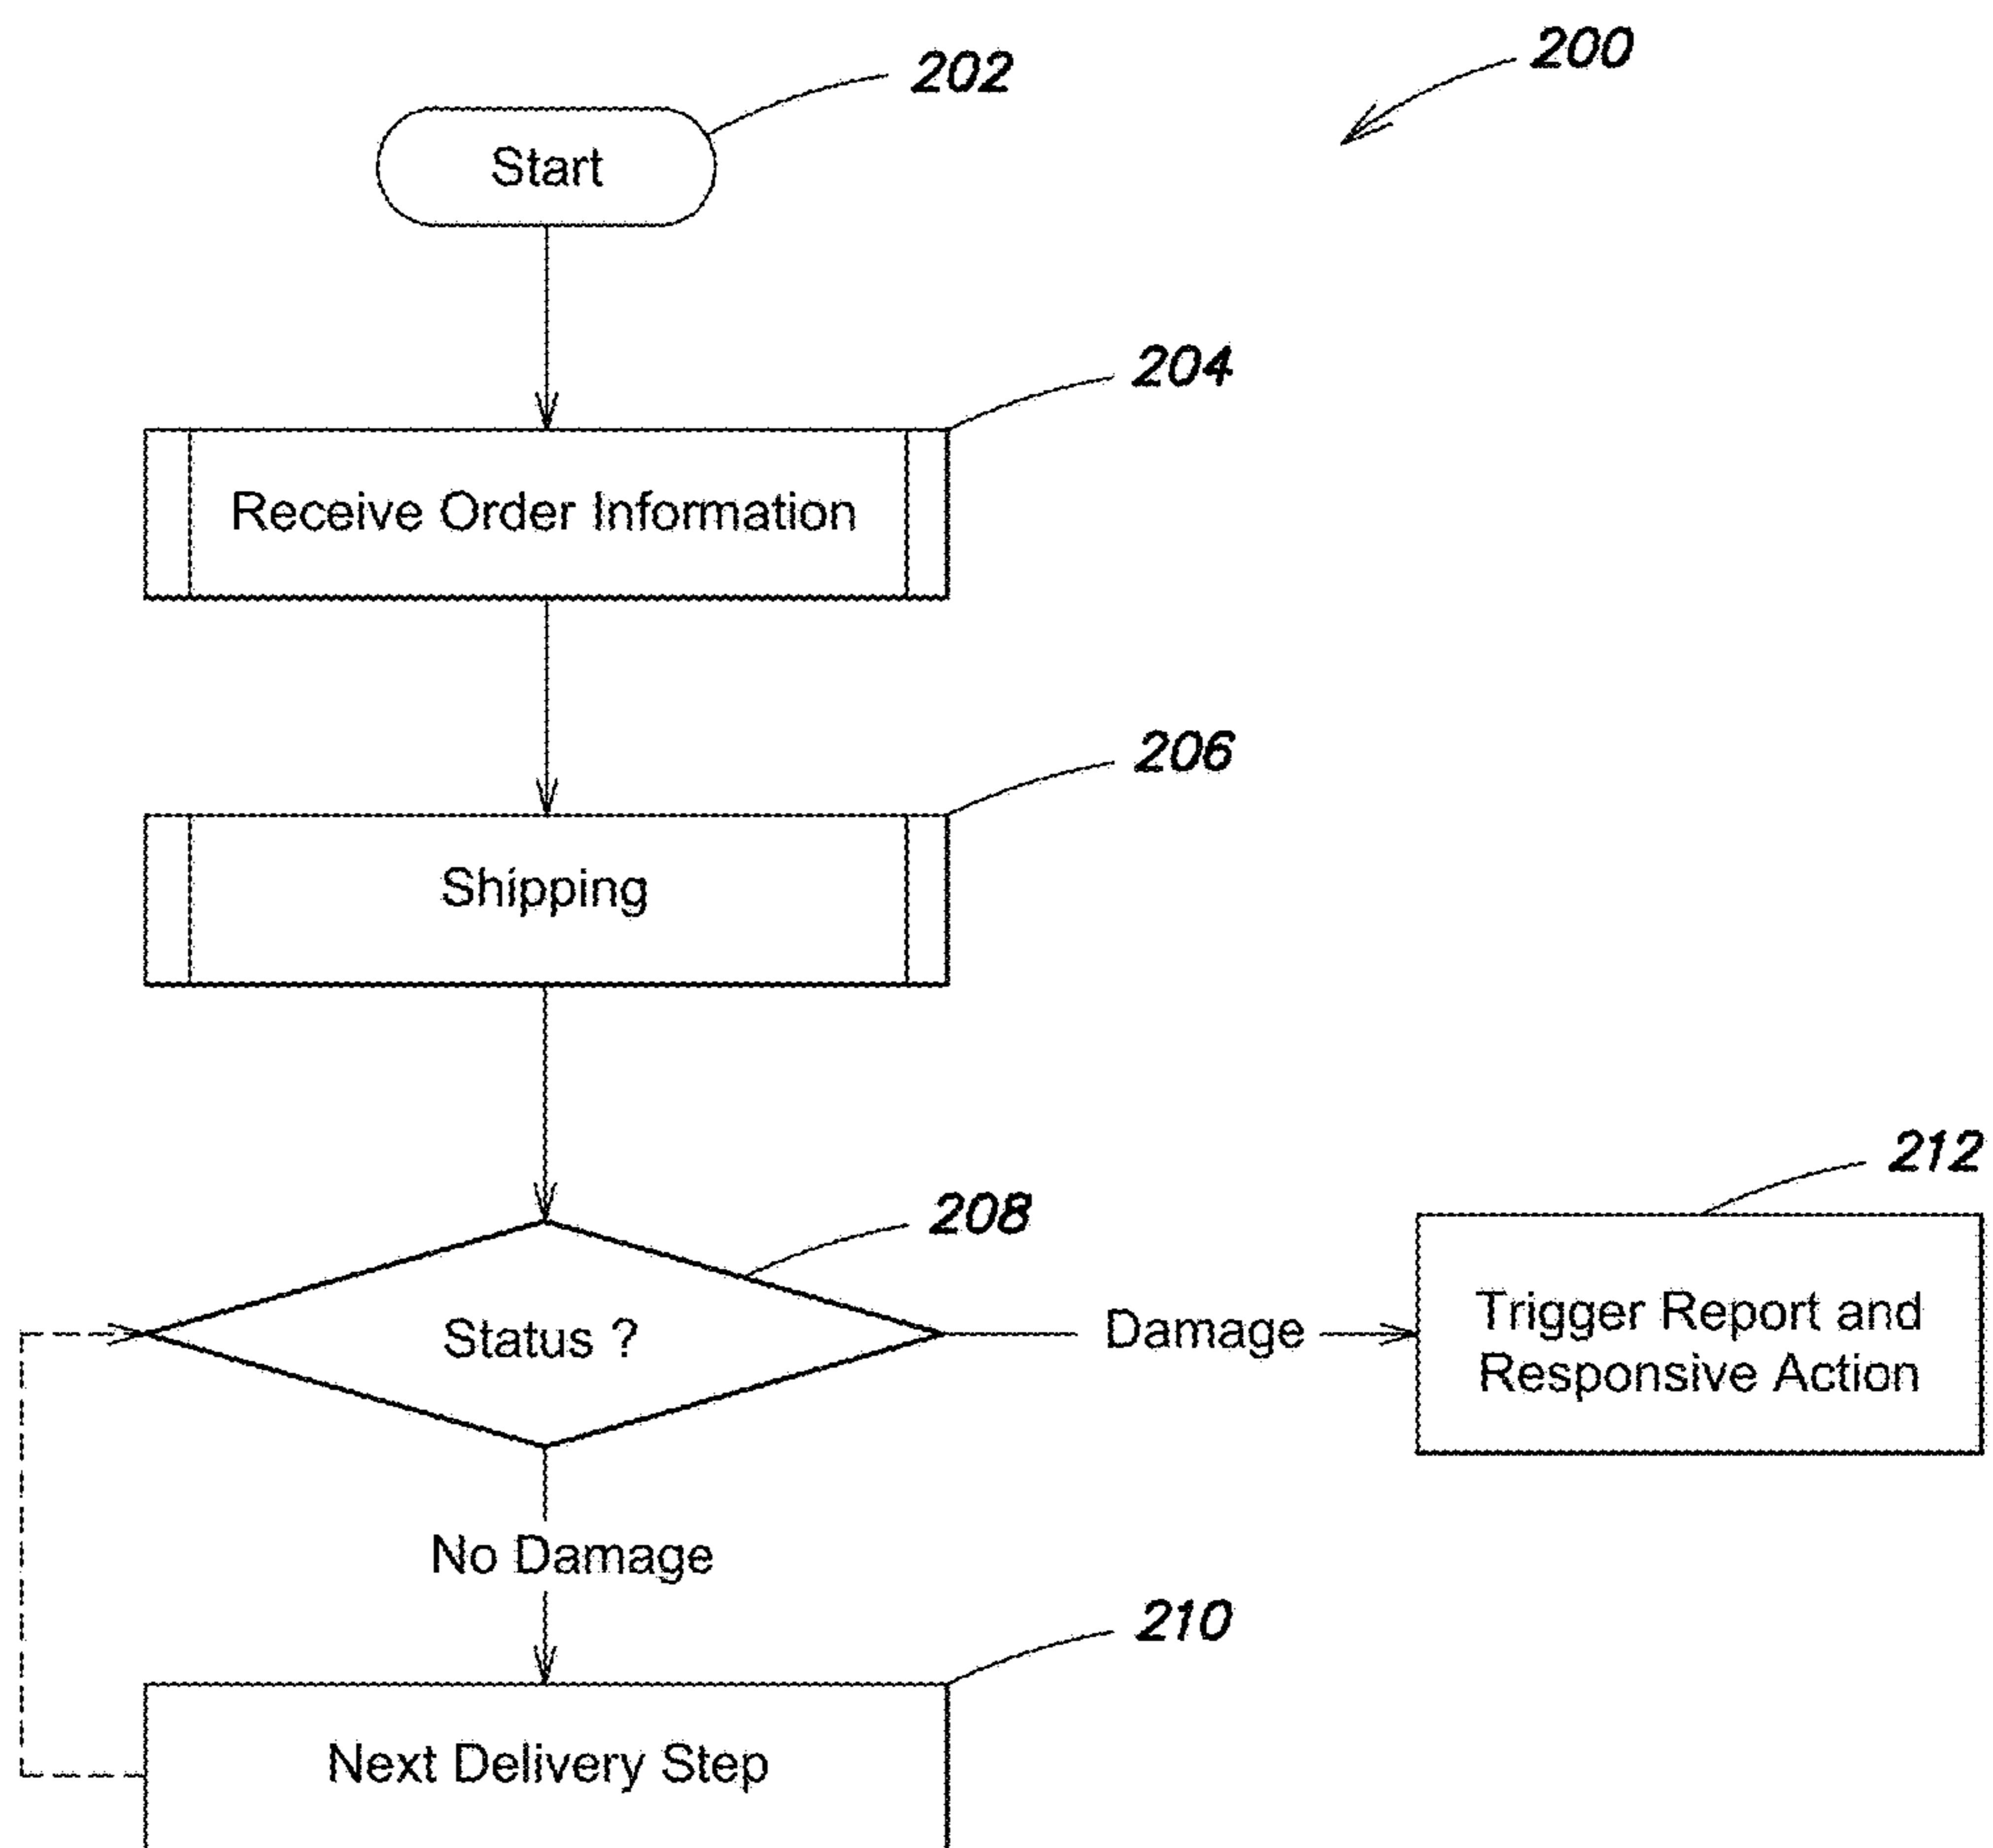 200
202
Start
204
Receive Order Information
206
Shipping
208
212
Status ?
Damage
Trigger Report and
Responsive Action
No Damage
210
Next Delivery Step